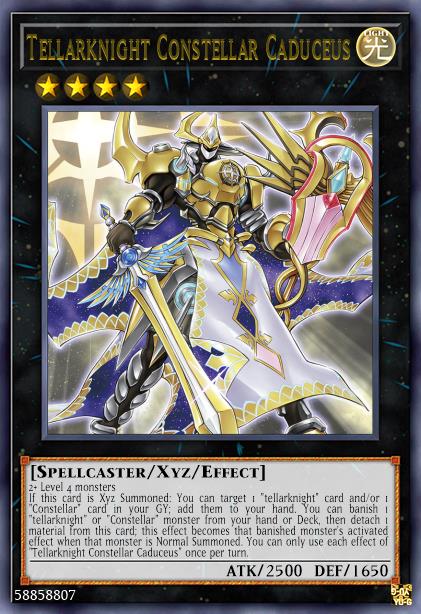 TELLARKNIGHT CONSTELLAR CADUCEUS
LIGHT
光
[SPELLCASTER/XYZ/EFFECT]
2+ Level 4 monsters
If this card is Xyz Summoned: You can target 1 "tellarknight" card and/or 1
"Constellar" card in your GY; add them to your hand. You can banish 1
"tellarknight" or "Constellar" monster from your hand or Deck, then detach 1
material from this card; this effect becomes that banished monster's activated
effect when that monster is Normal Summoned. You can only use each effect of
"Tellarknight Constellar Caduceus" once per turn.
ATK/2500 DEF/1650
58858807